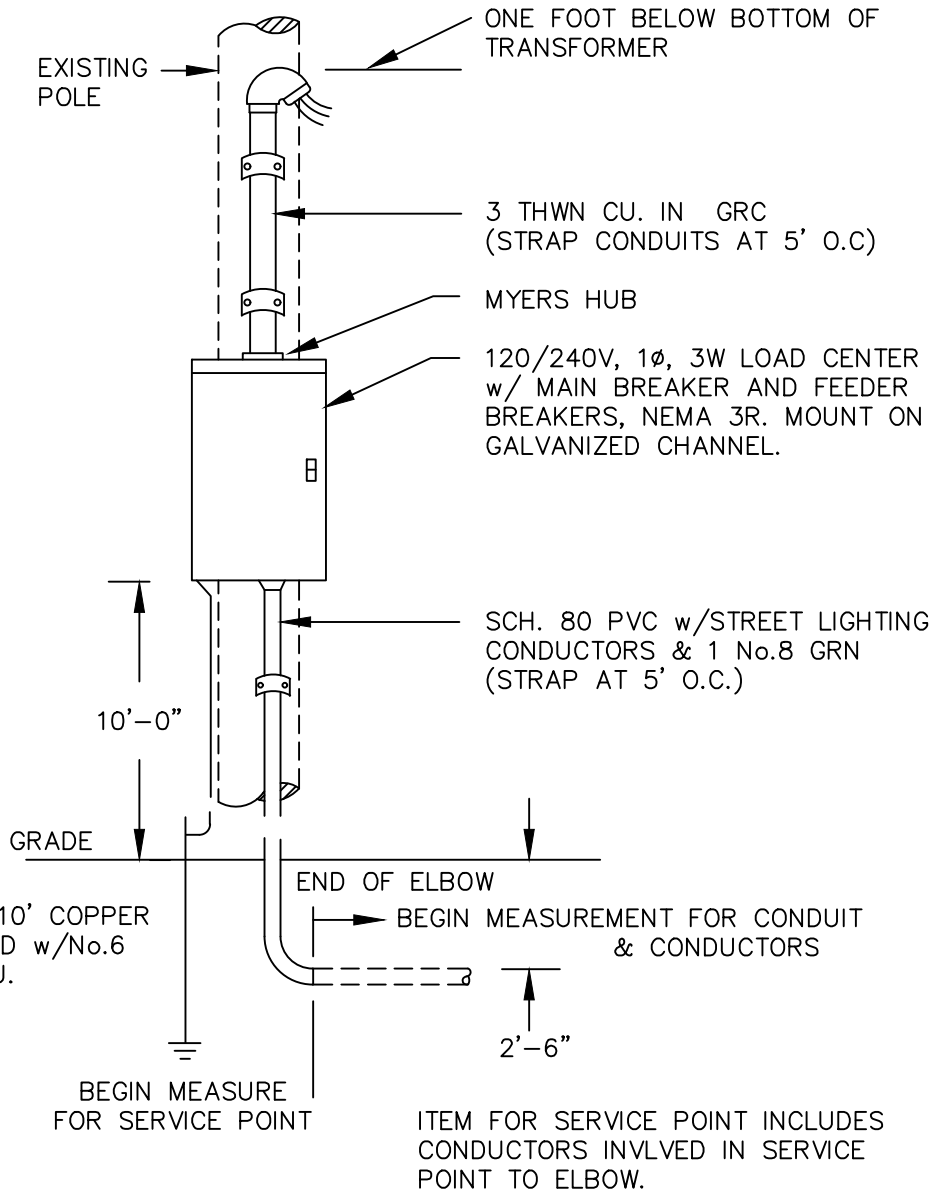 ONE FOOT BELOW BOTTOM OF
TRANSFORMER
EXISTING
POLE
3 THWN CU. IN GRC
(STRAP CONDUITS AT 5' O.C)
MYERS HUB
120/240V, 1ø, 3W LOAD CENTER
w/ MAIN BREAKER AND FEEDER
BREAKERS, NEMA 3R. MOUNT ON
GALVANIZED CHANNEL.
SCH. 80 PVC w/STREET LIGHTING
CONDUCTORS & 1 No.8 GRN
(STRAP AT 5' O.C.)
10'-0"
GRADE
END OF ELBOW
10' COPPER
w/No.6
BEGIN MEASUREMENT FOR CONDUIT
& CONDUCTORS
2'-6"
BEGIN MEASURE
FOR SERVICE POINT
ITEM FOR SERVICE POINT INCLUDES
CONDUCTORS INVLVED IN SERVICE
POINT TO ELBOW.